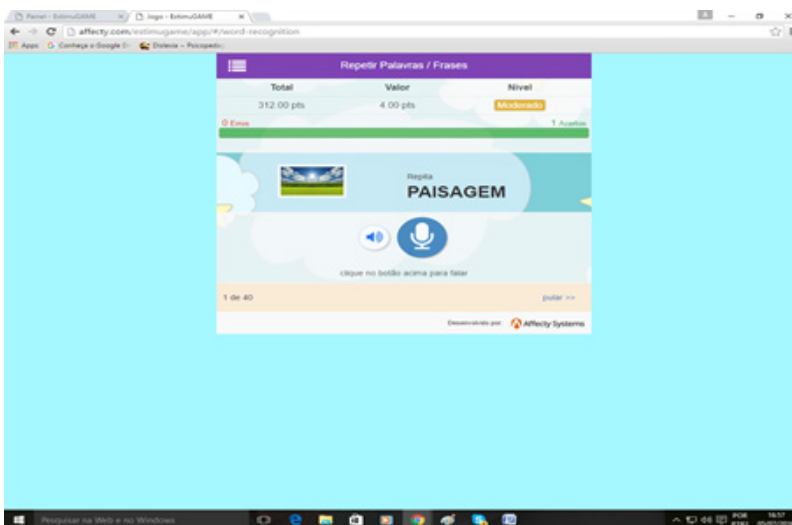 Painel - EstimuGAME
Jogo - EstimuGAME
affecty.com/estimugame/app/#/word-recognition
Apps Conheça o Google Dislexia - Psicoped
Repetir Palavras / Frases
Total Valor Nível
312.00 pts 4.00 pts Moderado
0 Erros 1 Acertos
Repita
PAISAGEM
clique no botão acima para falar
1 de 40 pular >>
Desenvolvido por Affecty Systems
Pesquisar na Web e no Windows
POR 16:57
PTB2